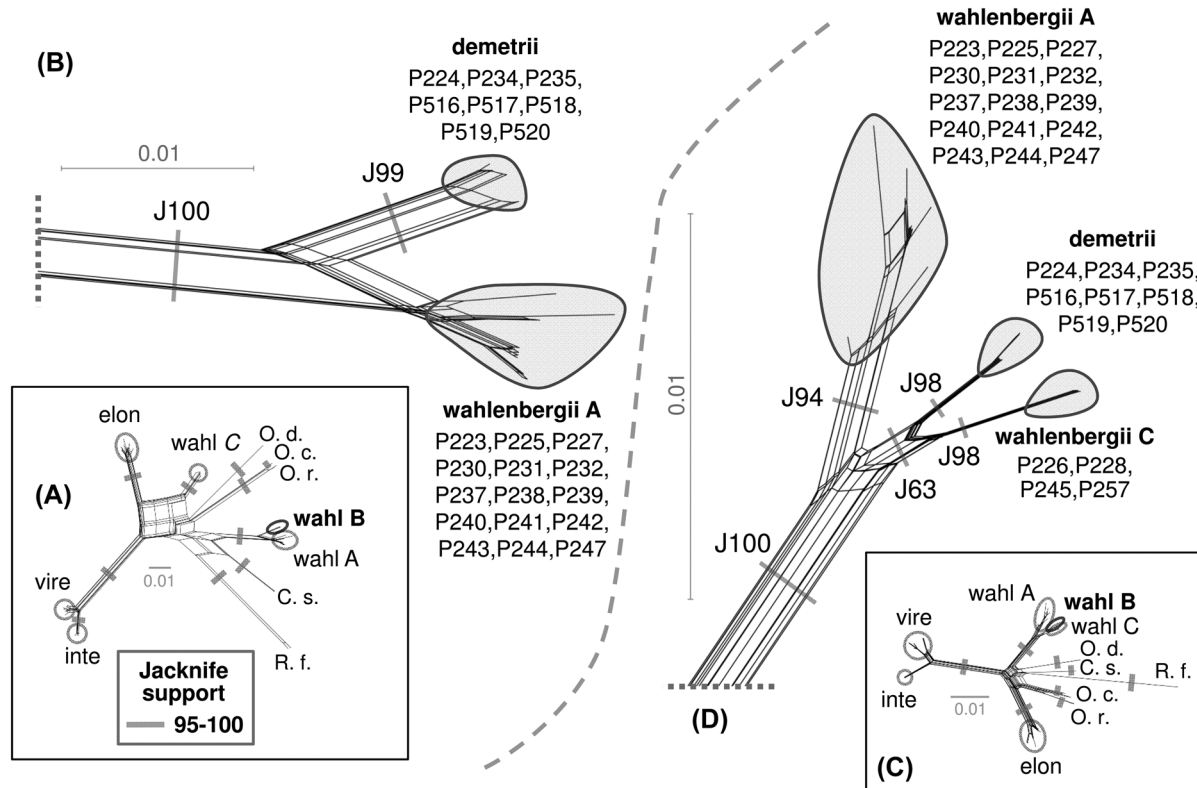 (B)
demetrii
P224,P234,P235,
P516,P517,P518,
P519,P520
0.01
J99
J100
wahlenbergii A
P223,P225,P227,
P230,P231,P232,
P237,P238,P239,
P240,P241,P242,
P243,P244,P247
(A)
elon
wahl C
O. d.
O. c.
O. r.
wahl B
wahl A
C. s.
R. f.
vire
inte
0.01
Jacknife
support
95-100
wahlenbergii A
P223,P225,P227,
P230,P231,P232,
P237,P238,P239,
P240,P241,P242,
P243,P244,P247
demetrii
P224,P234,P235,
P516,P517,P518,
P519,P520
0.01
J94
J98
J98
wahlenbergii C
P226,P228,
P245,P257
J63
J100
(D)
wahl A
wahl B
wahl C
vire
O. d.
C. s.
R. f.
inte
O. c.
O. r.
0.01
elon
(C)